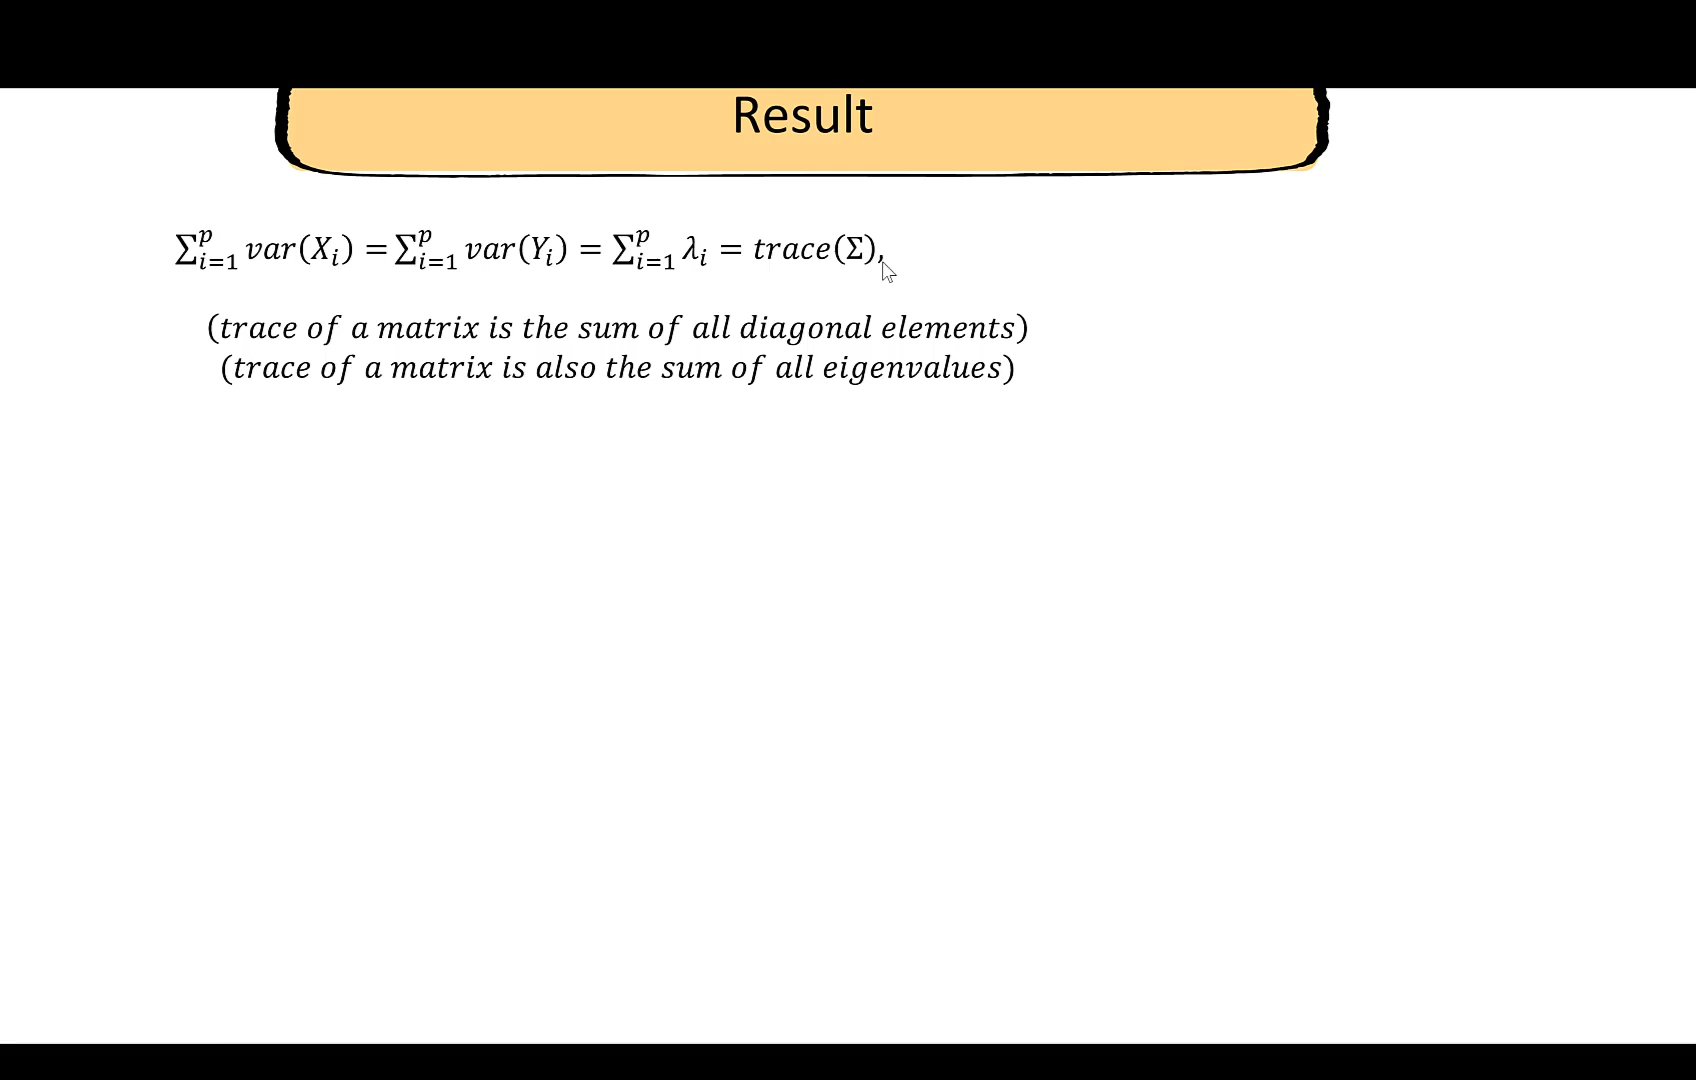 Result
∑_{i=1}^{p} var(X_i) = ∑_{i=1}^{p} var(Y_i) = ∑_{i=1}^{p} λ_i = trace(Σ),
(trace of a matrix is the sum of all diagonal elements)
(trace of a matrix is also the sum of all eigenvalues)